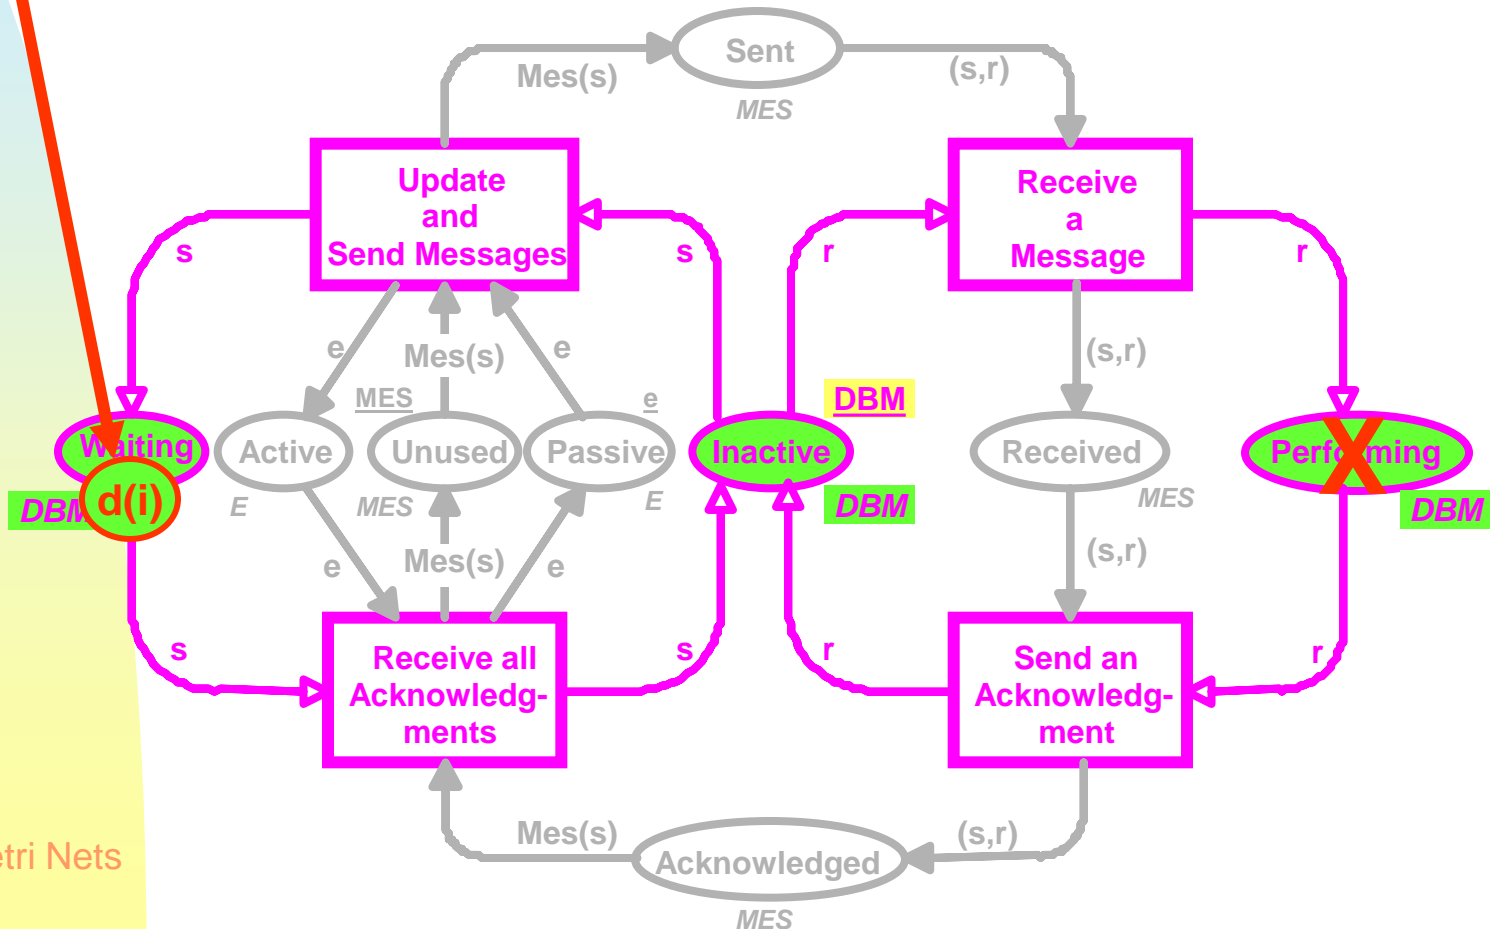 Sent
Mes(s)
(s,r)
MES
Update
and
Send Messages
Receive
a
Message
s
s
r
r
e
Mes(s)
e
(s,r)
MES
e
DBM
Waiting
Active
Unused
Passive
Inactive
Received
Performing
X
d(i)
DBM
E
MES
E
DBM
MES
DBM
e
Mes(s)
e
(s,r)
s
s
r
r
Receive all
Acknowledg-
ments
Send an
Acknowledg-
ment
Mes(s)
(s,r)
Acknowledged
etri Nets
MES